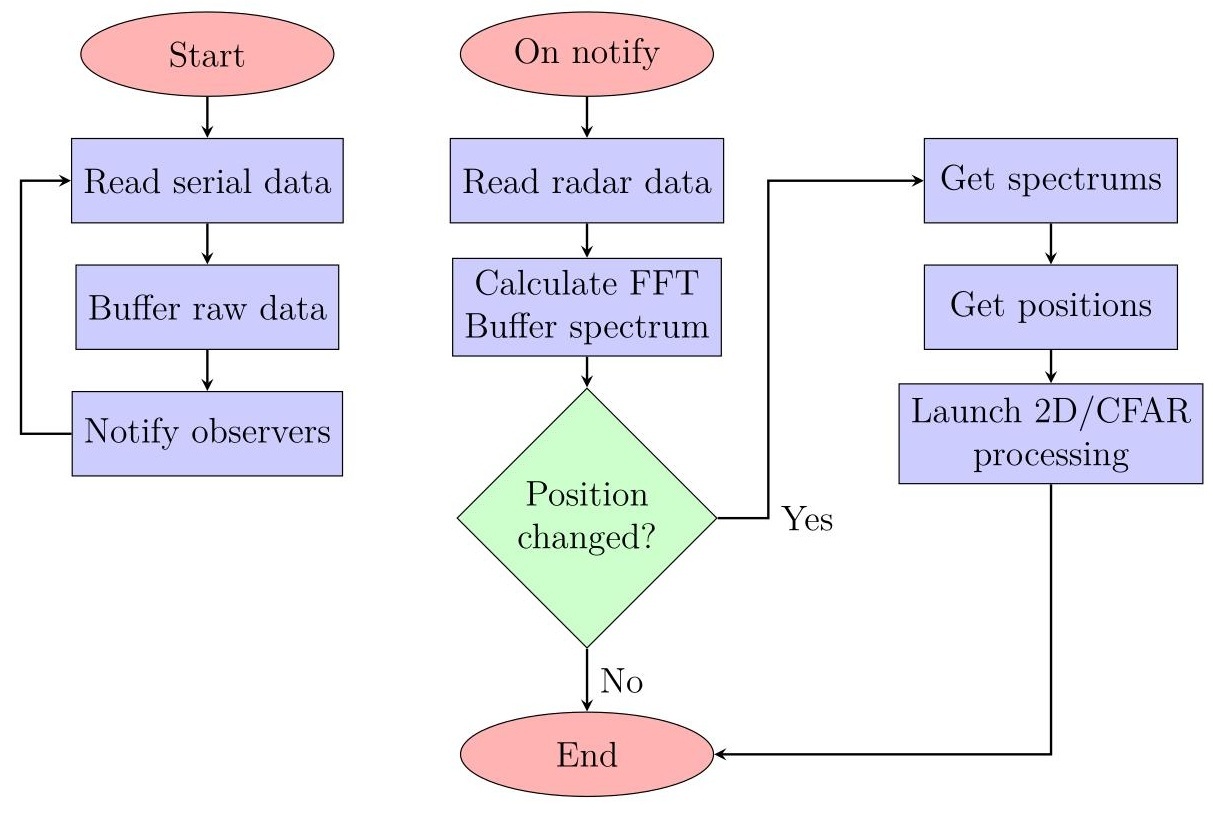 Start
Read serial data
Buffer raw data
Notify observers
On notify
Read radar data
Calculate FFT
Buffer spectrum
Position
changed?
Yes
No
End
Get spectrums
Get positions
Launch 2D/CFAR
processing